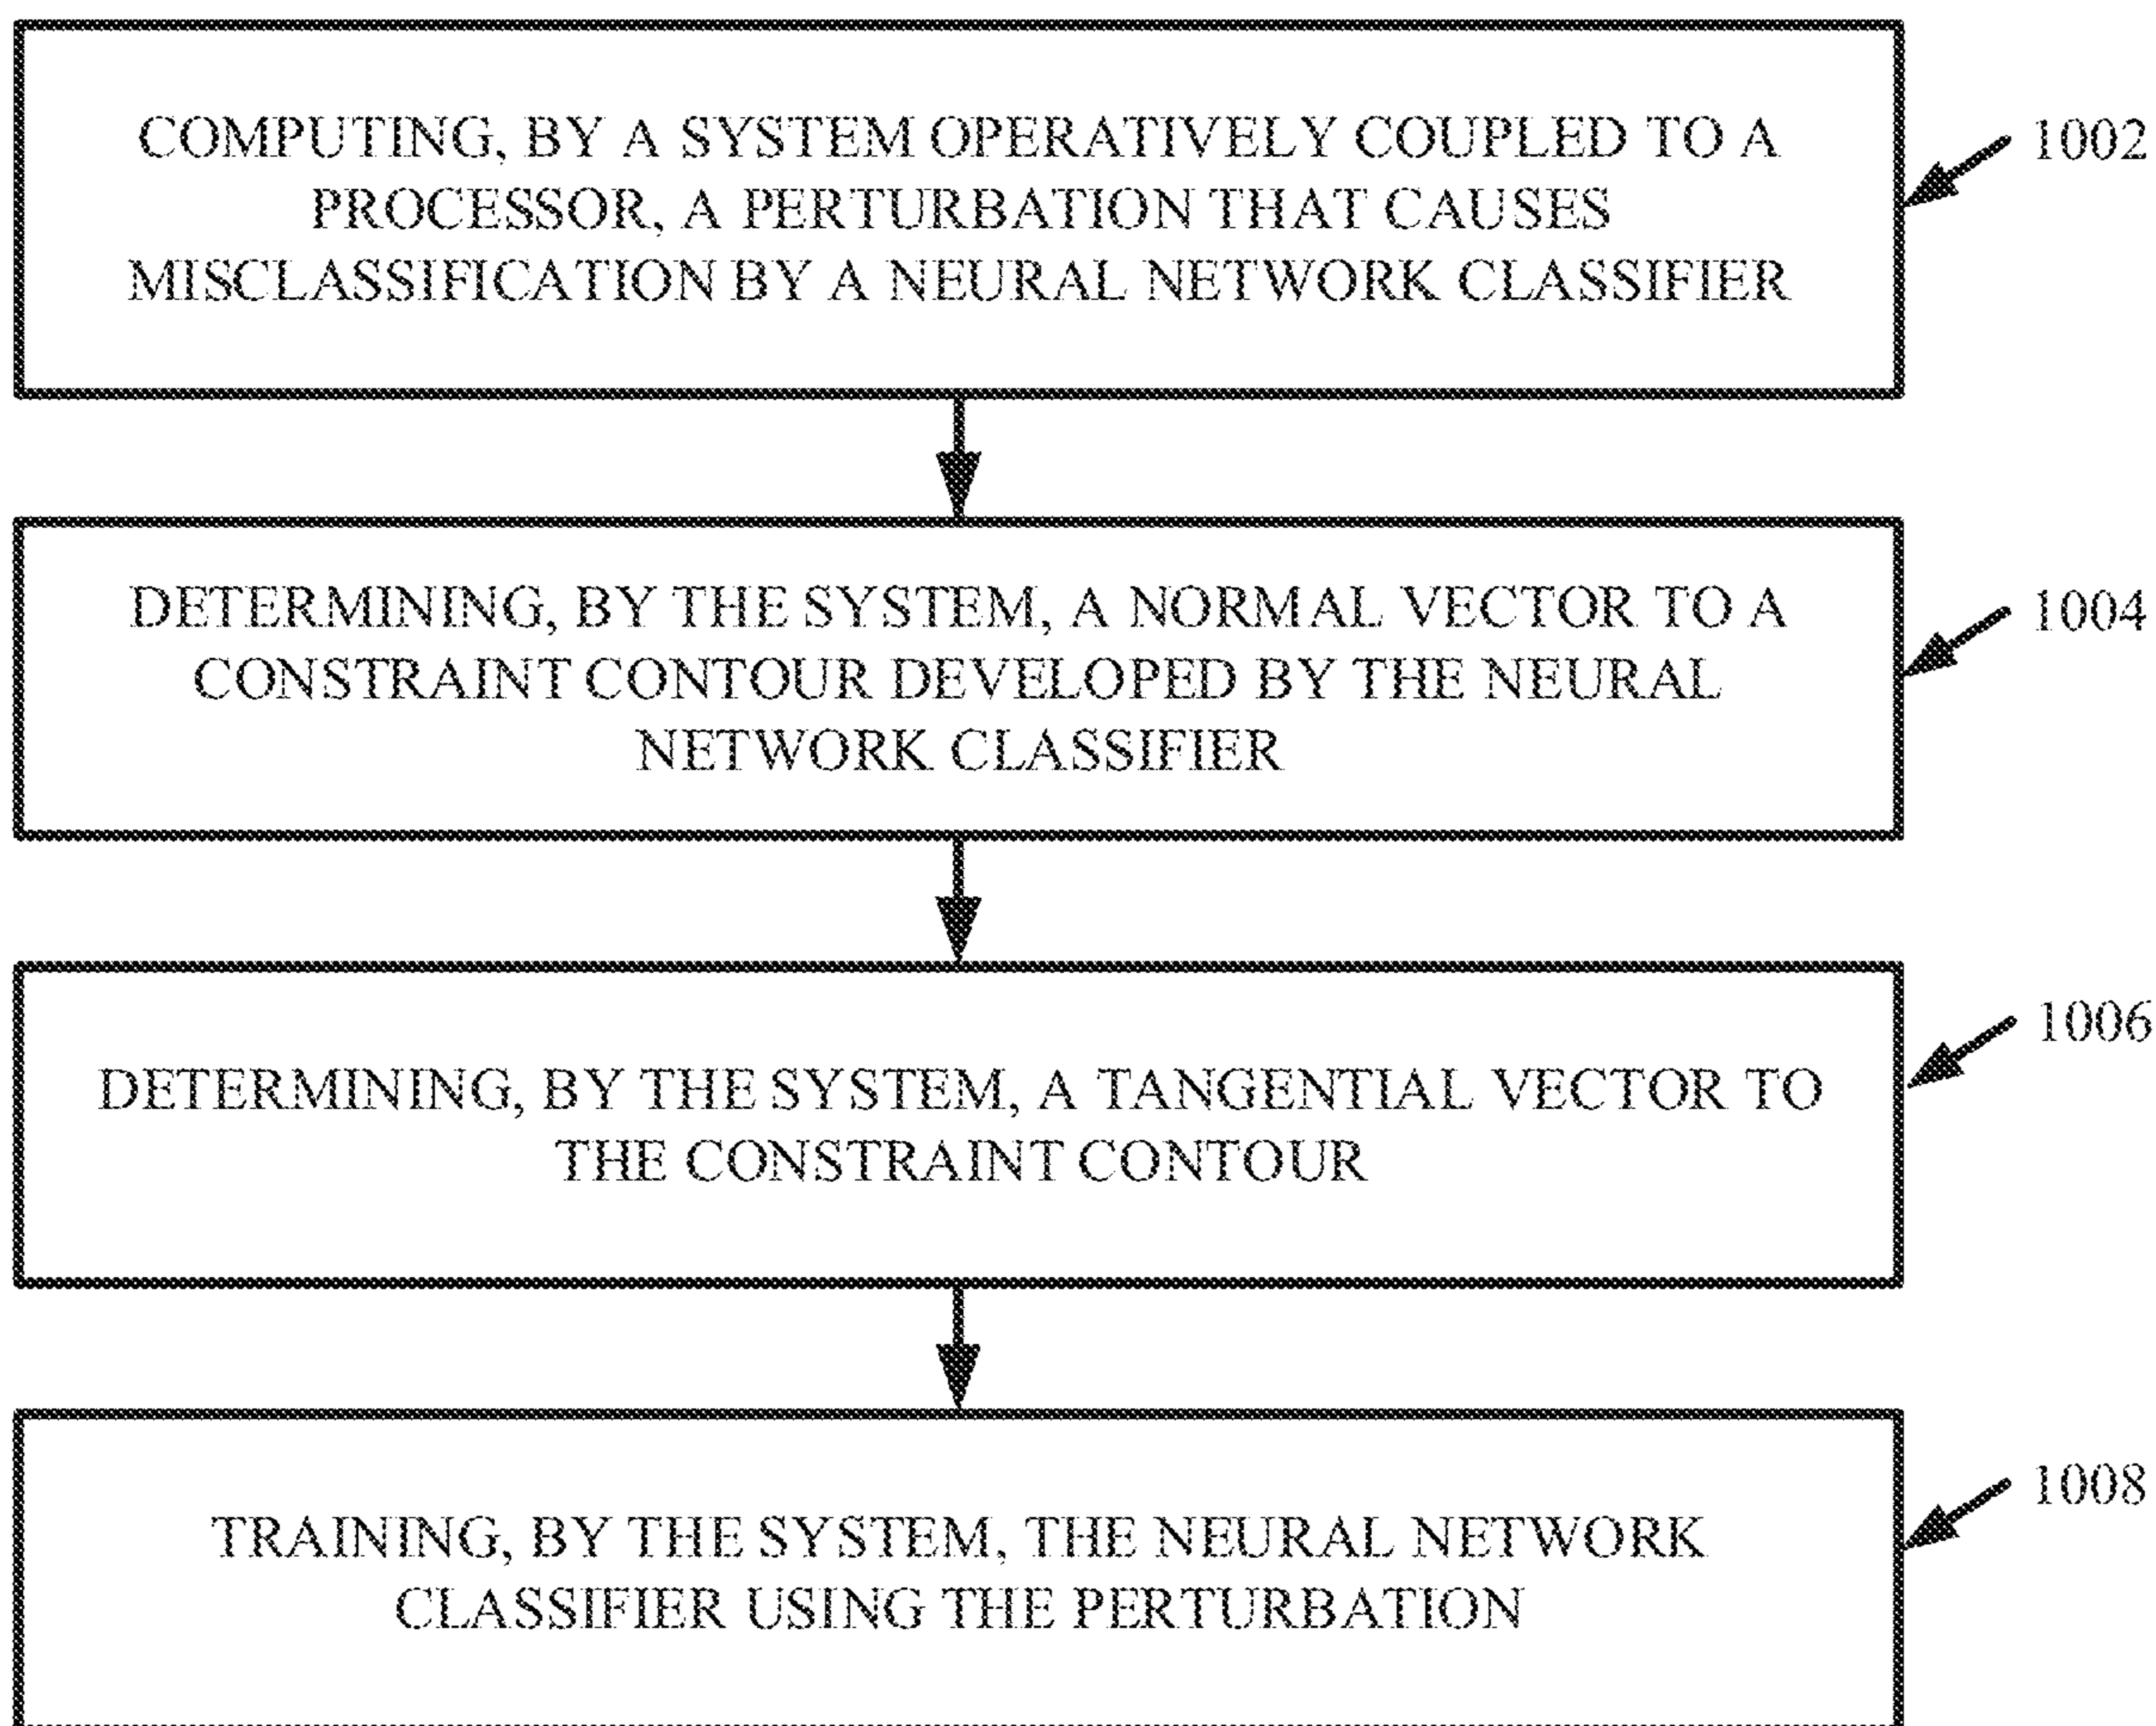 COMPUTING, BY A SYSTEM OPERATIVELY COUPLED TO A
PROCESSOR, A PERTURBATION THAT CAUSES
MISCLASSIFICATION BY A NEURAL NETWORK CLASSIFIER
1002
DETERMINING, BY THE SYSTEM, A NORMAL VECTOR TO A
CONSTRAINT CONTOUR DEVELOPED BY THE NEURAL
NETWORK CLASSIFIER
1004
DETERMINING, BY THE SYSTEM, A TANGENTIAL VECTOR TO
THE CONSTRAINT CONTOUR
1006
TRAINING, BY THE SYSTEM, THE NEURAL NETWORK
CLASSIFIER USING THE PERTURBATION
1008